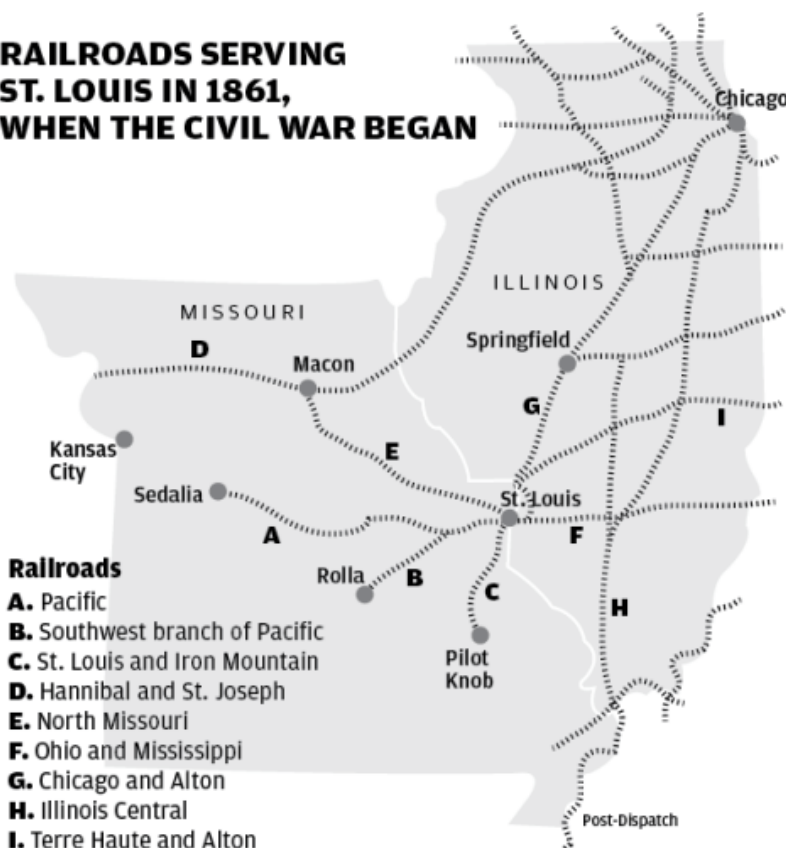 RAILROADS SERVING
ST. LOUIS IN 1861,
WHEN THE CIVIL WAR BEGAN
Chicago
ILLINOIS
MISSOURI
Springfield
D
Macon
G
I
E
Kansas
City
Sedalia
St. Louis
A
F
Rolla
B
C
H
Pilot
Knob
Railroads
A. Pacific
B. Southwest branch of Pacific
C. St. Louis and Iron Mountain
D. Hannibal and St. Joseph
E. North Missouri
F. Ohio and Mississippi
G. Chicago and Alton
H. Illinois Central
I. Terre Haute and Alton
Post-Dispatch